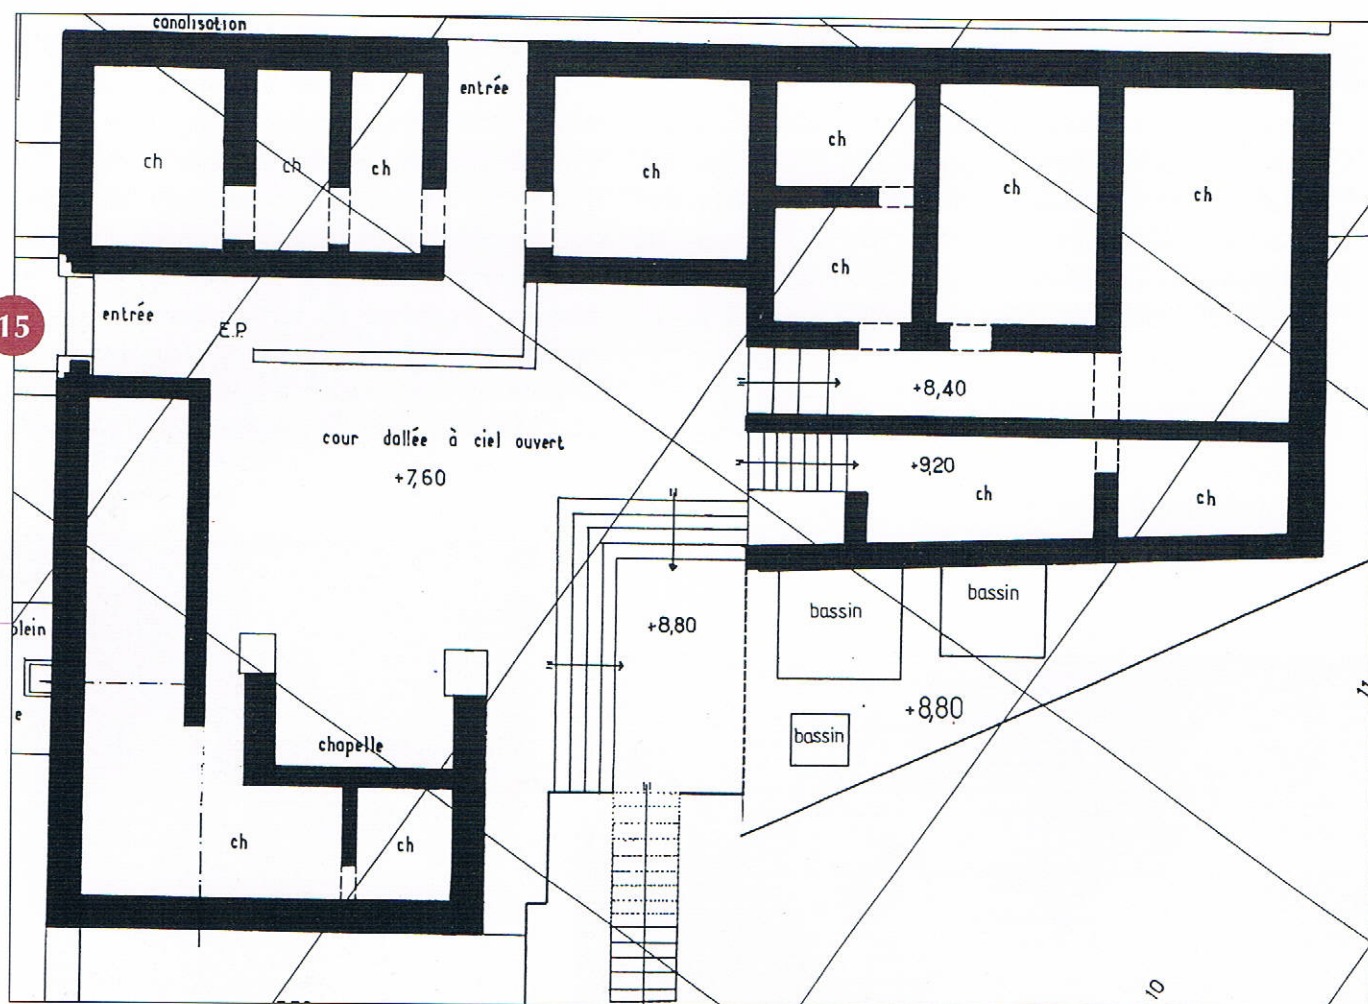 canalisation
entrée
ch
ch
ch
ch
ch
ch
ch
ch
15
entrée
E.P.
+8,40
cour dallée à ciel ouvert
+7,60
+9,20
ch
ch
+8,80
bassin
bassin
+8,80
bassin
chapelle
ch
ch
10